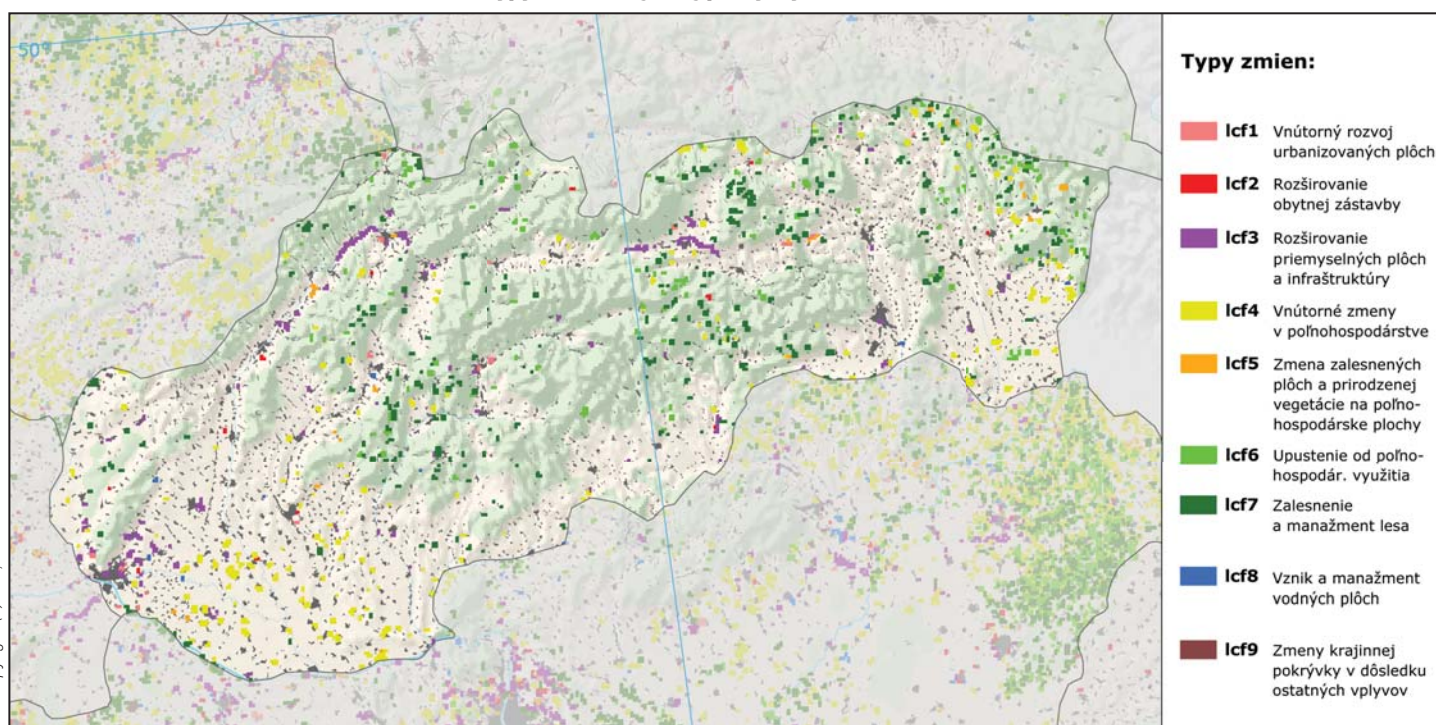 50°
Typy zmien:
lcf1 Vnútorný rozvoj
urbanizovaných plôch
lcf2 Rozširovanie
obytnej zástavby
lcf3 Rozširovanie
priemyselných plôch
a infraštruktúry
lcf4 Vnútorné zmeny
v poľnohospodárstve
lcf5 Zmena zalesnených
plôch a prirodzenej
vegetácie na poľno-
hospodárske plochy
lcf6 Upustenie od poľno-
hospodár. využitia
lcf7 Zalesnenie
a manažment lesa
lcf8 Vznik a manažment
vodných plôch
lcf9 Zmeny krajinnej
pokrývky v dôsledku
ostatných vplyvov